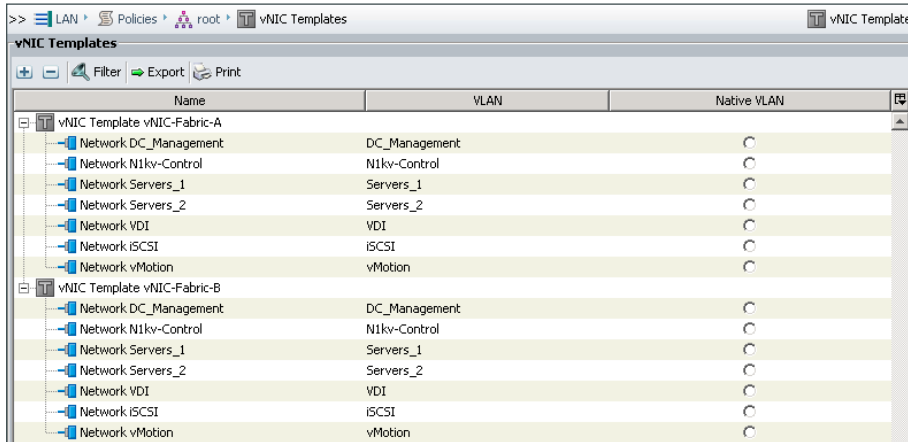 >> LAN Policies root vNIC Templates vNIC Template
vNIC Templates
+ - Filter Export Print
Name VLAN Native VLAN
vNIC Template vNIC-Fabric-A
Network DC_Management DC_Management
Network N1kv-Control N1kv-Control
Network Servers_1 Servers_1
Network Servers_2 Servers_2
Network VDI VDI
Network iSCSI iSCSI
Network vMotion vMotion
vNIC Template vNIC-Fabric-B
Network DC_Management DC_Management
Network N1kv-Control N1kv-Control
Network Servers_1 Servers_1
Network Servers_2 Servers_2
Network VDI VDI
Network iSCSI iSCSI
Network vMotion vMotion